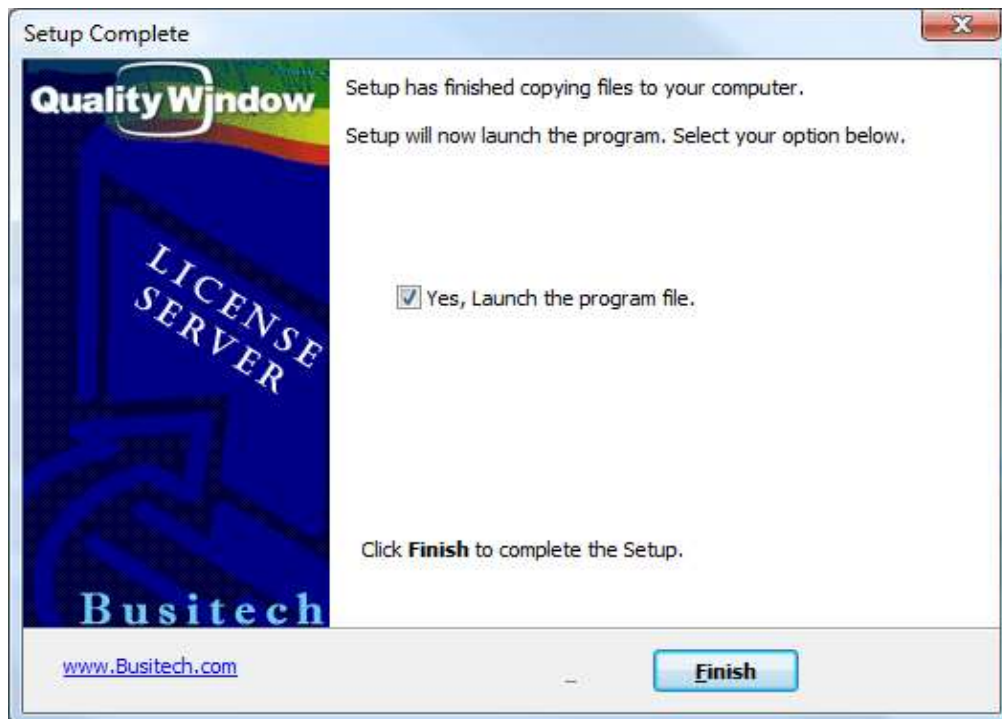 Setup Complete
Quality Window
LICENSE
SERVER
Busitech
Setup has finished copying files to your computer.
Setup will now launch the program. Select your option below.
Yes, Launch the program file.
Click Finish to complete the Setup.
www.Busitech.com
Finish